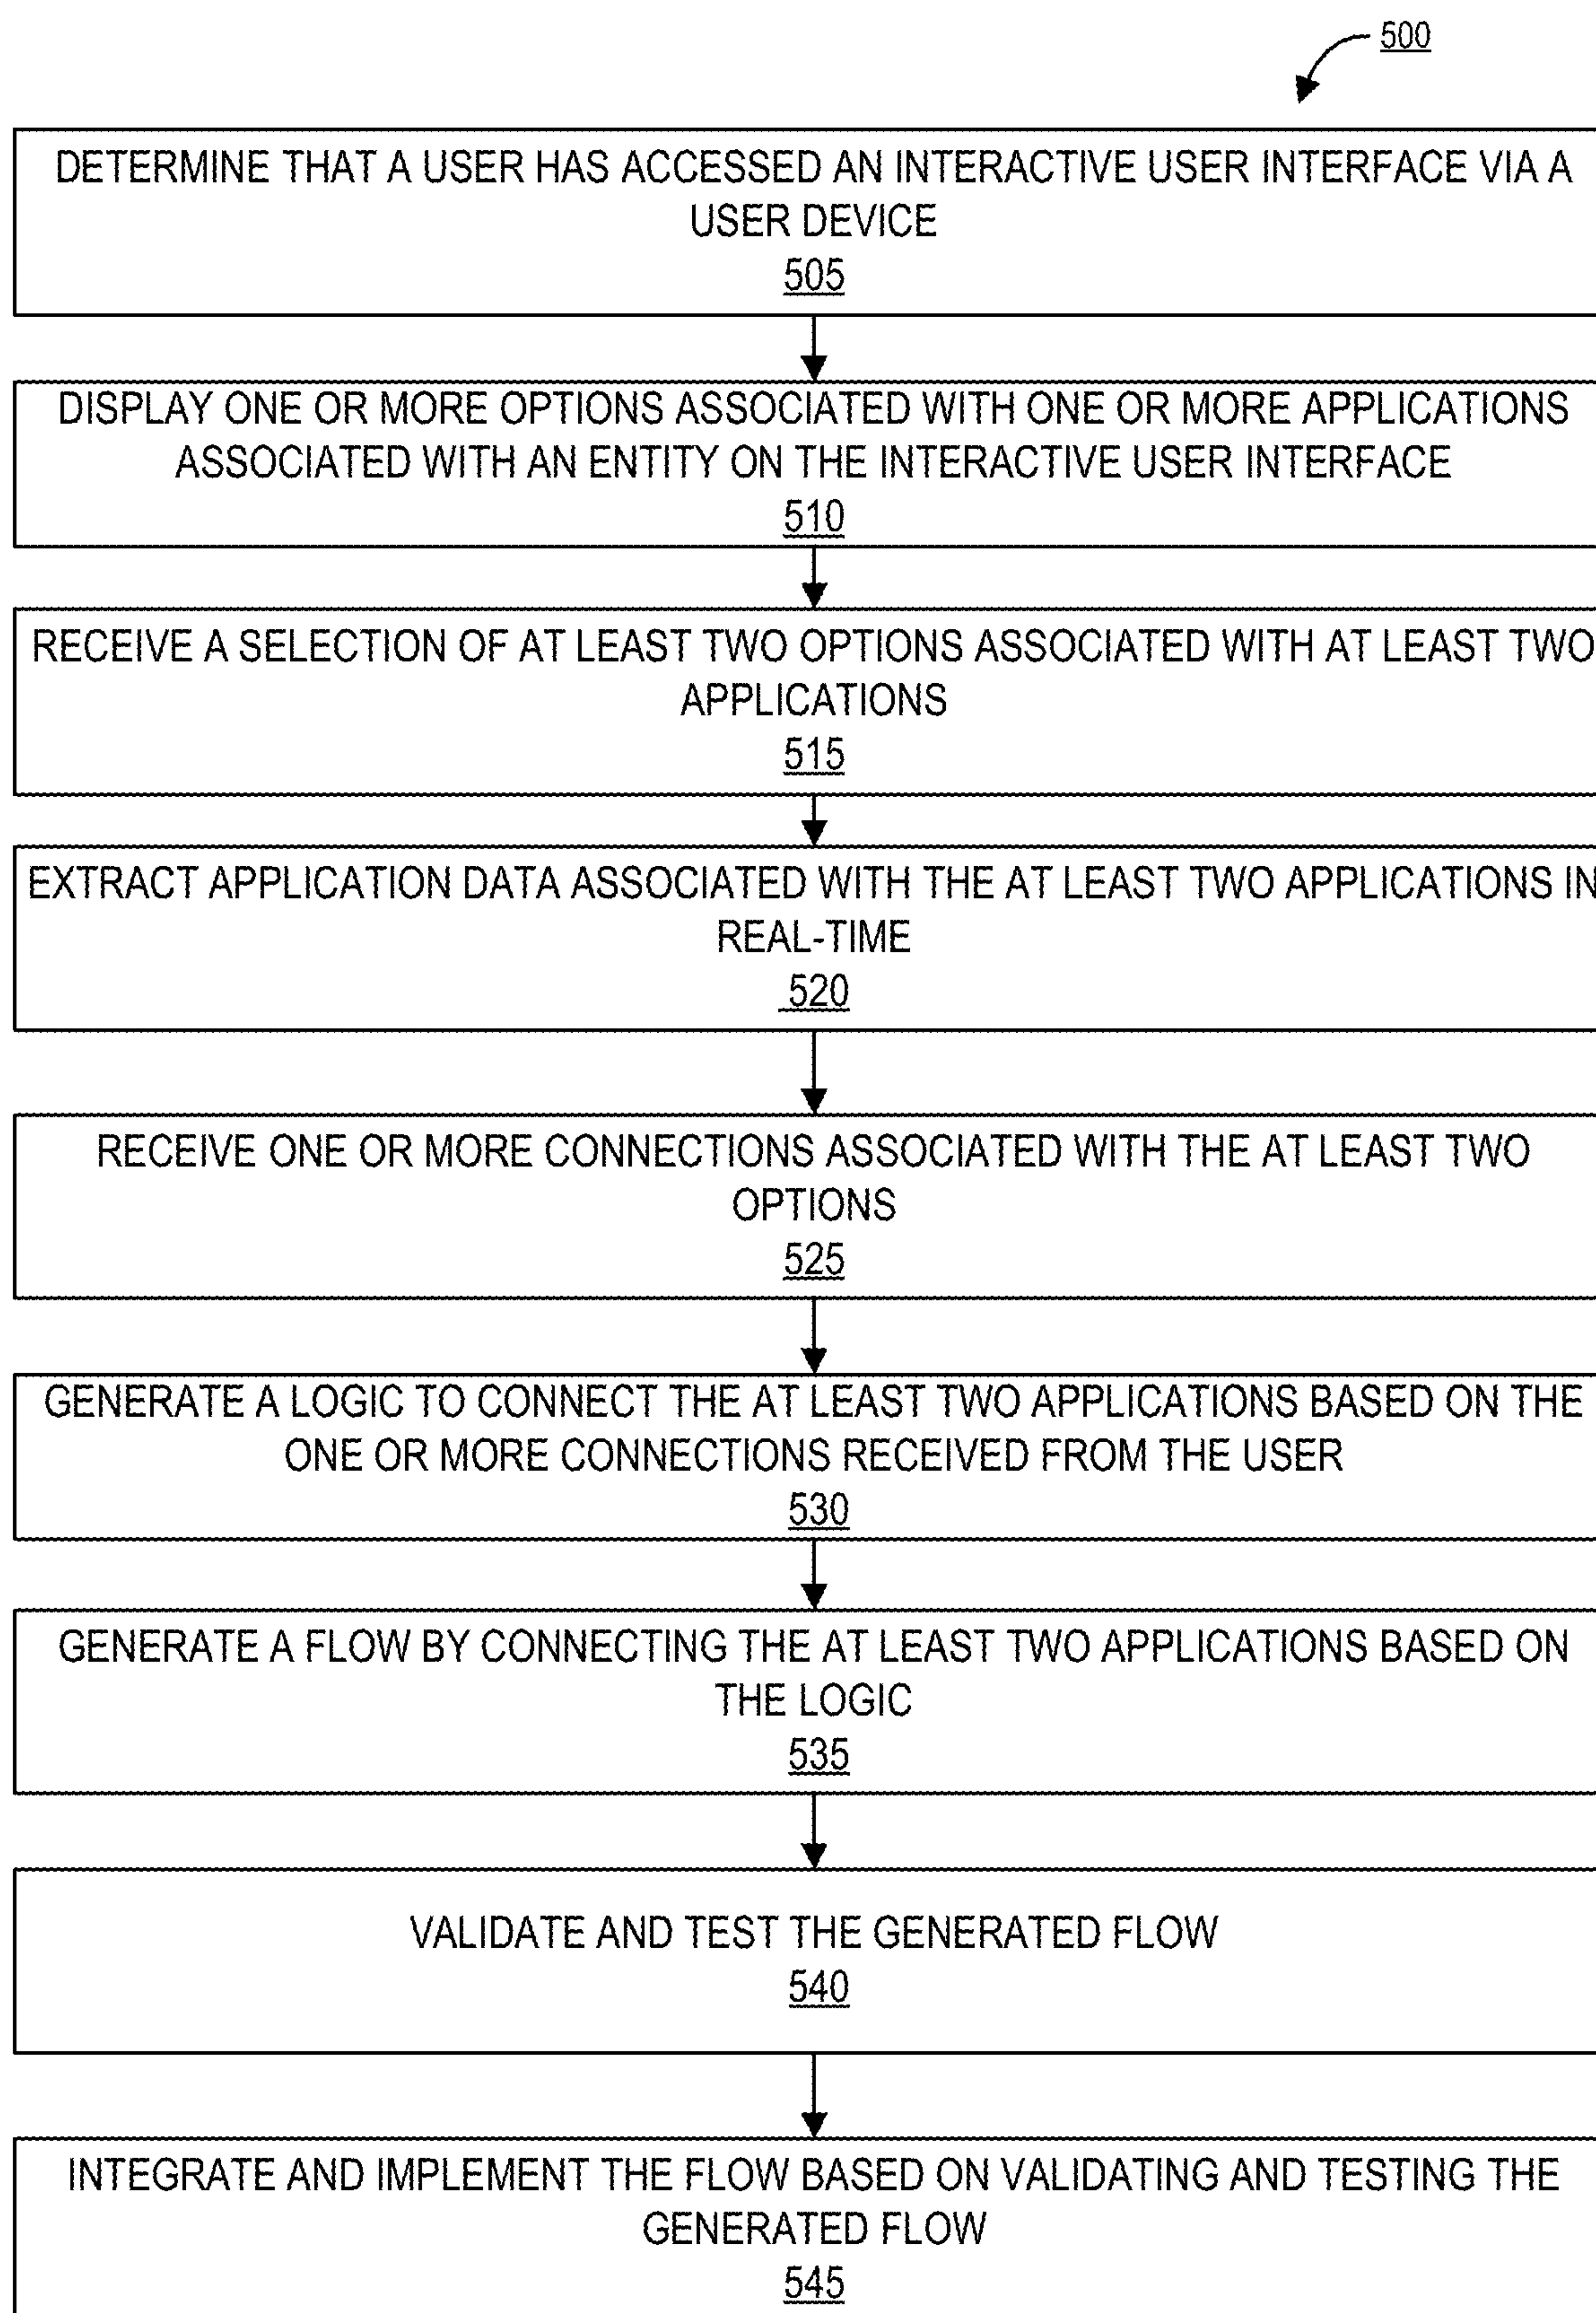 500
DETERMINE THAT A USER HAS ACCESSED AN INTERACTIVE USER INTERFACE VIA A
USER DEVICE
505
DISPLAY ONE OR MORE OPTIONS ASSOCIATED WITH ONE OR MORE APPLICATIONS
ASSOCIATED WITH AN ENTITY ON THE INTERACTIVE USER INTERFACE
510
RECEIVE A SELECTION OF AT LEAST TWO OPTIONS ASSOCIATED WITH AT LEAST TWO
APPLICATIONS
515
EXTRACT APPLICATION DATA ASSOCIATED WITH THE AT LEAST TWO APPLICATIONS IN
REAL-TIME
520
RECEIVE ONE OR MORE CONNECTIONS ASSOCIATED WITH THE AT LEAST TWO
OPTIONS
525
GENERATE A LOGIC TO CONNECT THE AT LEAST TWO APPLICATIONS BASED ON THE
ONE OR MORE CONNECTIONS RECEIVED FROM THE USER
530
GENERATE A FLOW BY CONNECTING THE AT LEAST TWO APPLICATIONS BASED ON
THE LOGIC
535
VALIDATE AND TEST THE GENERATED FLOW
540
INTEGRATE AND IMPLEMENT THE FLOW BASED ON VALIDATING AND TESTING THE
GENERATED FLOW
545